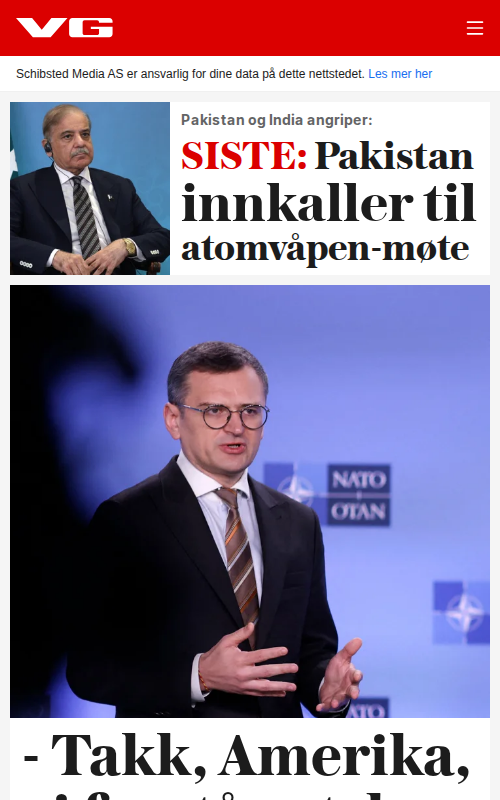 VG
Schibsted Media AS er ansvarlig for dine data på dette nettstedet. Les mer her
Pakistan og India angriper:
SISTE: Pakistan
innkaller til
atomvåpen-møte
NATO
OTAN
NATO
- Takk, Amerika,